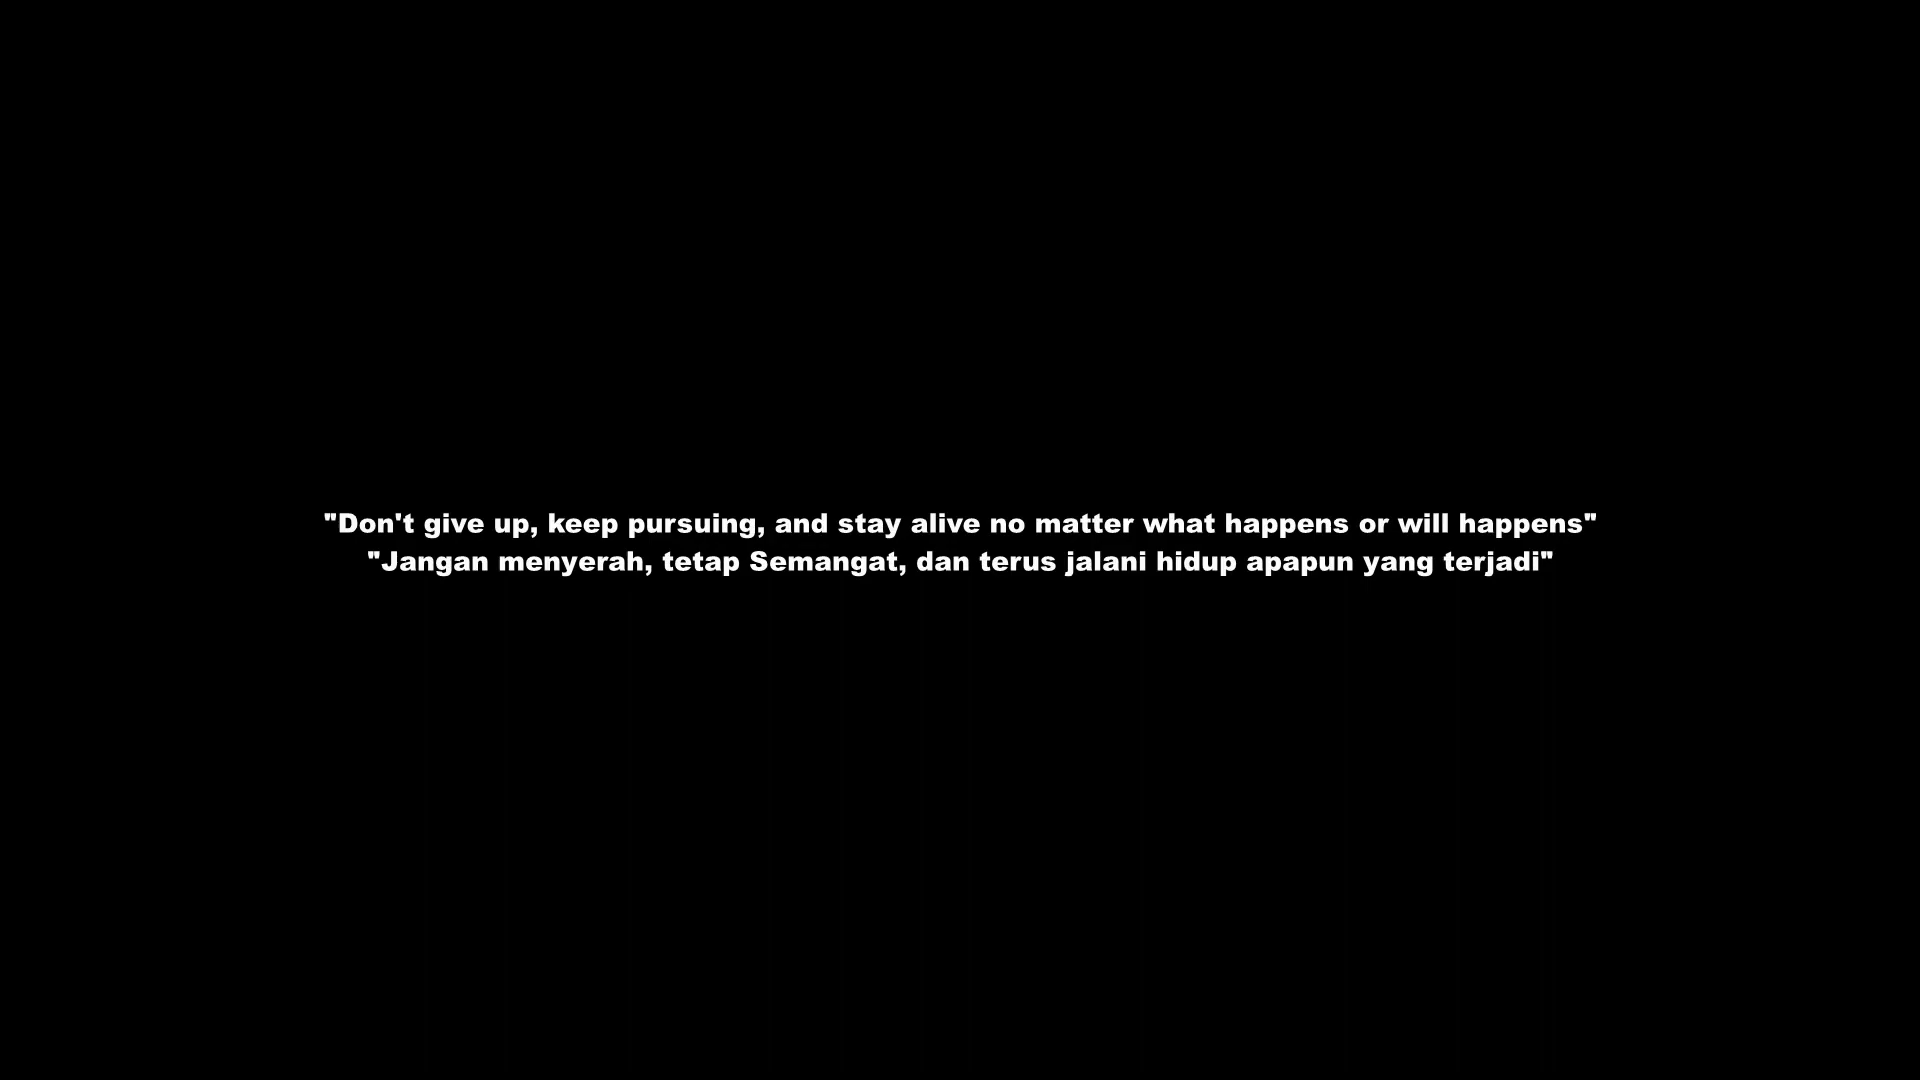 "Don't give up, keep pursuing, and stay alive no matter what happens or will happens"
"Jangan menyerah, tetap Semangat, dan terus jalani hidup apapun yang terjadi"